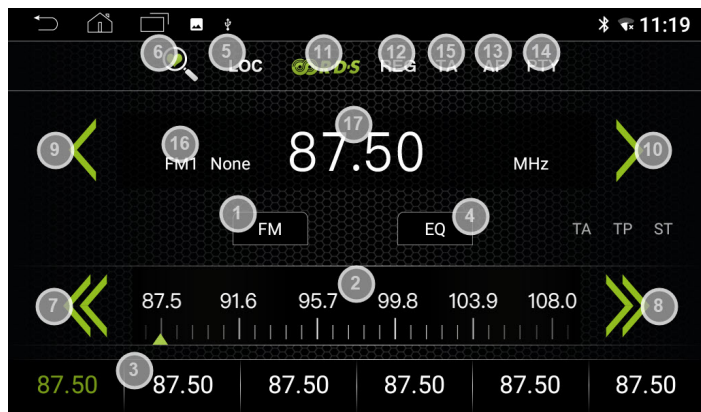 11:19
6 5 11 12 15 13 14
LOC R·D·S REG TA AF PTY
9 16 17 10
FM1 None 87.50 MHz
1 4
FM EQ TA TP ST
7 2 8
87.5 91.6 95.7 99.8 103.9 108.0
3
87.50 87.50 87.50 87.50 87.50 87.50